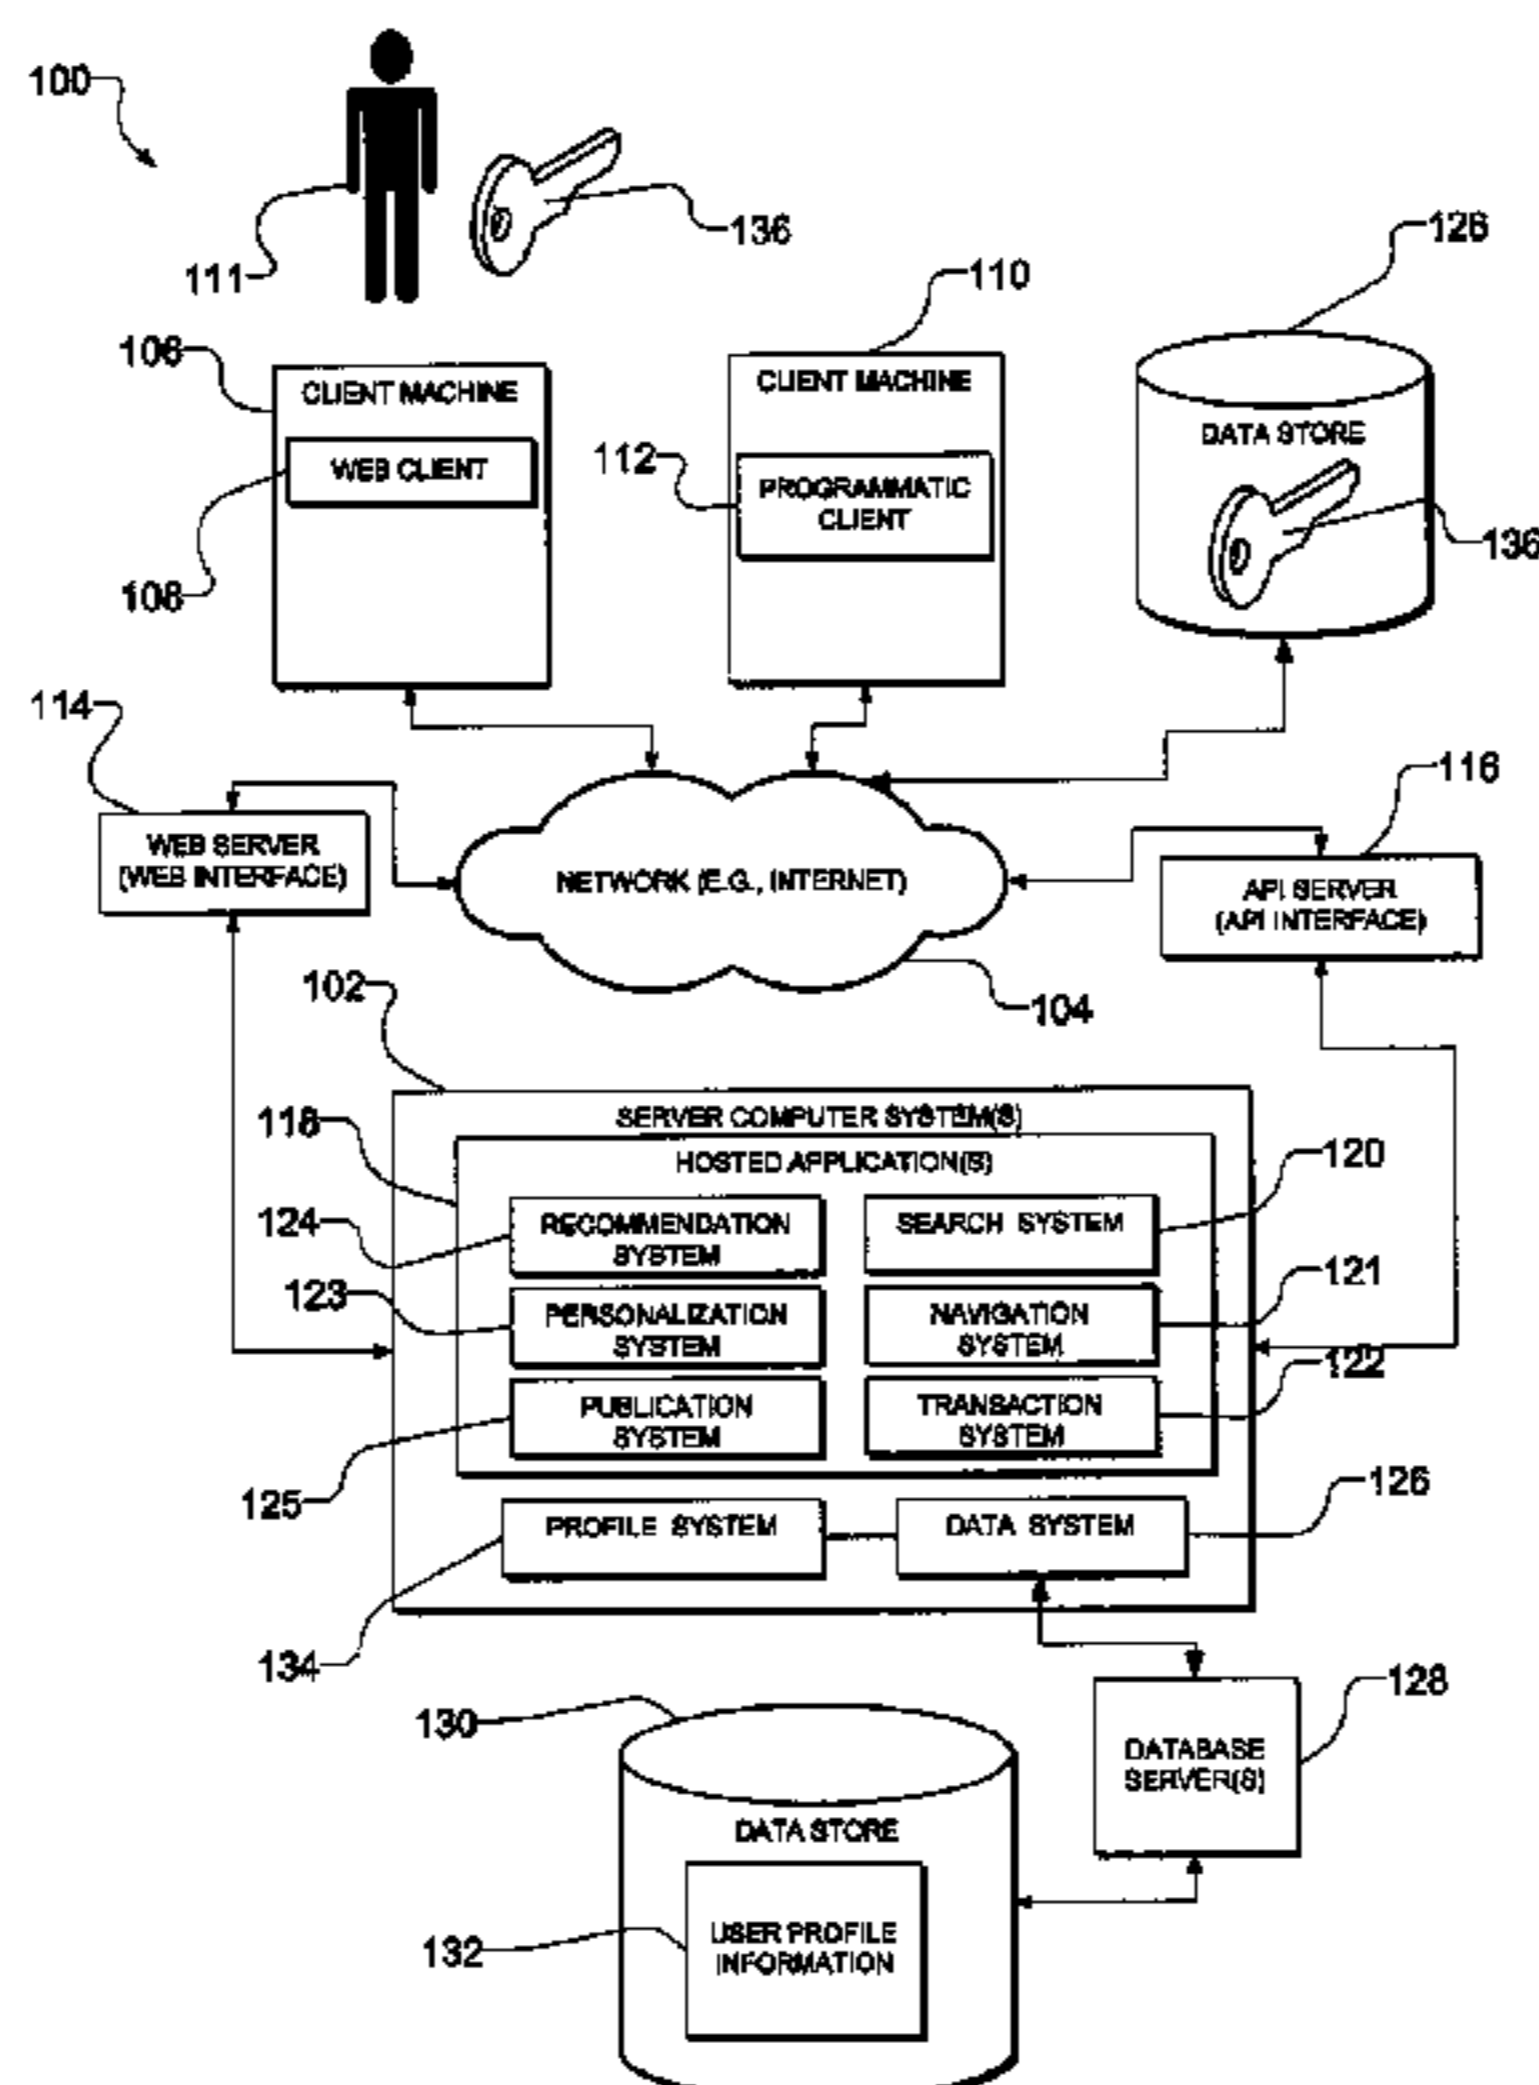 100
111
136
126
110
106
CLIENT MACHINE
WEB CLIENT
108
CLIENT MACHINE
112
PROGRAMMATIC
CLIENT
DATA STORE
136
114
WEB SERVER
(WEB INTERFACE)
NETWORK (E.G., INTERNET)
104
116
API SERVER
(API INTERFACE)
102
SERVER COMPUTER SYSTEM(S)
118
HOSTED APPLICATION(S)
120
124
RECOMMENDATION
SYSTEM
SEARCH SYSTEM
123
PERSONALIZATION
SYSTEM
121
NAVIGATION
SYSTEM
122
125
PUBLICATION
SYSTEM
TRANSACTION
SYSTEM
126
PROFILE SYSTEM
DATA SYSTEM
134
128
DATABASE
SERVER(S)
130
DATA STORE
132
USER PROFILE
INFORMATION